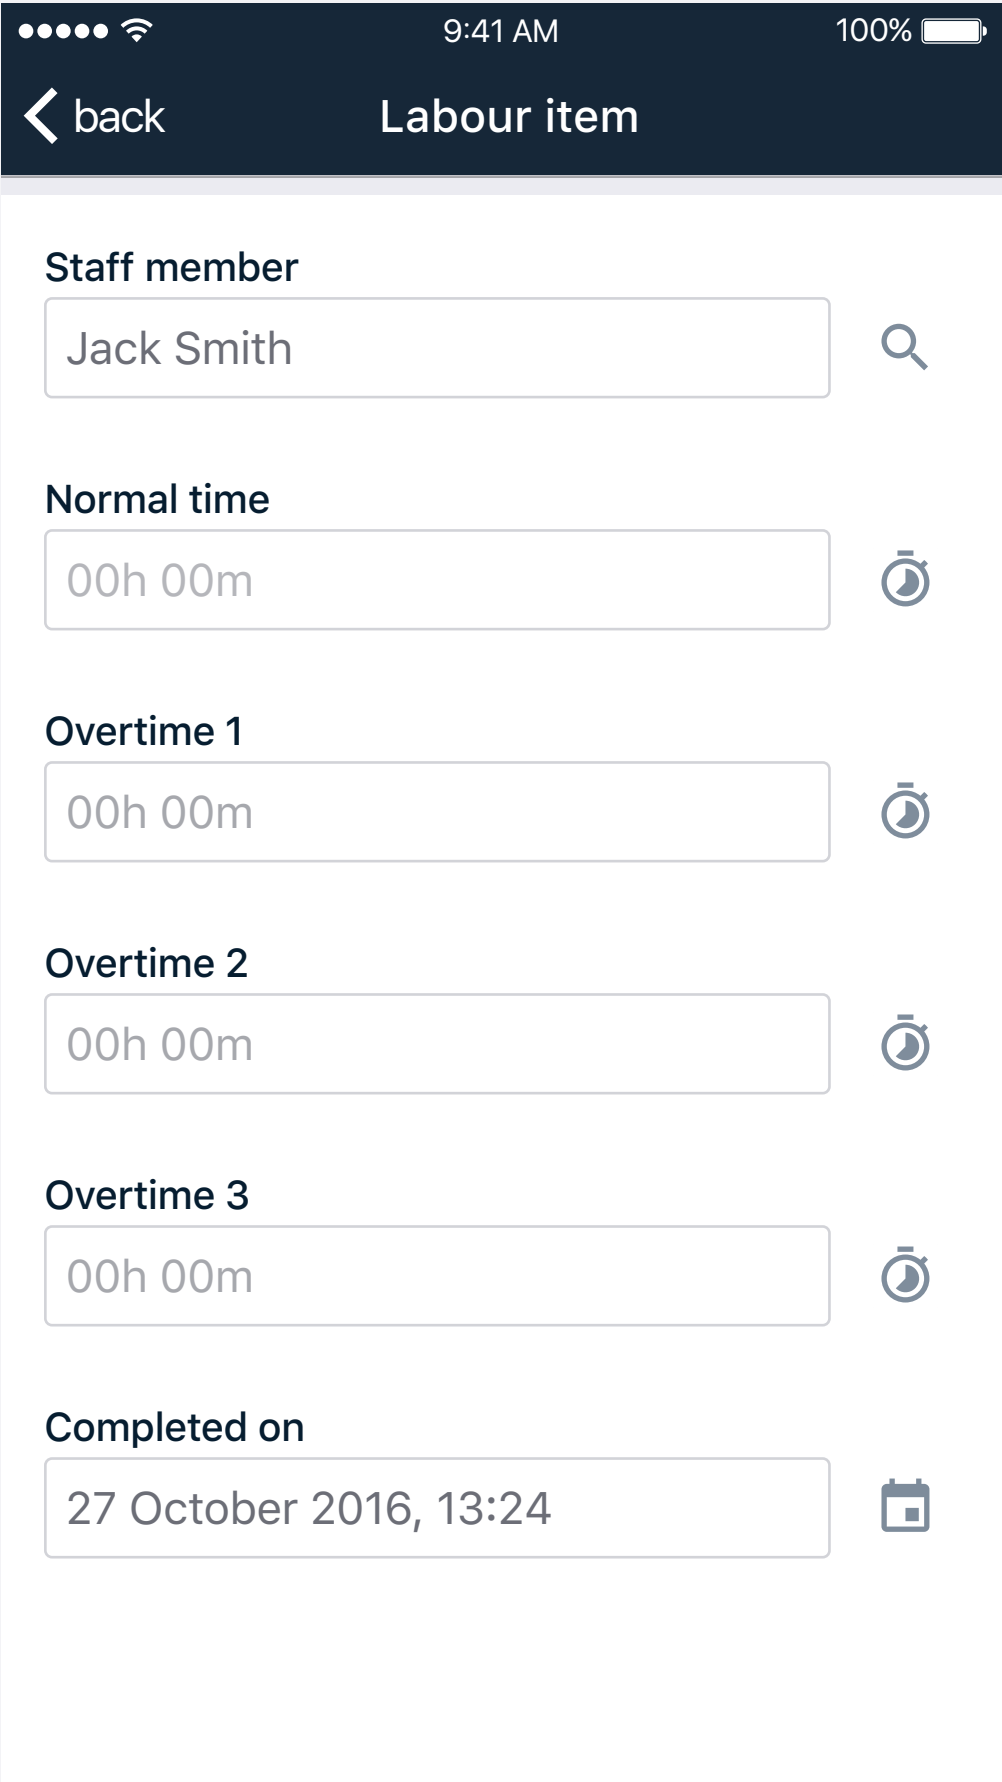 9:41 AM
100%
back
Labour item
Staff member
Jack Smith
Normal time
00h 00m
Overtime 1
00h 00m
Overtime 2
00h 00m
Overtime 3
00h 00m
Completed on
27 October 2016, 13:24